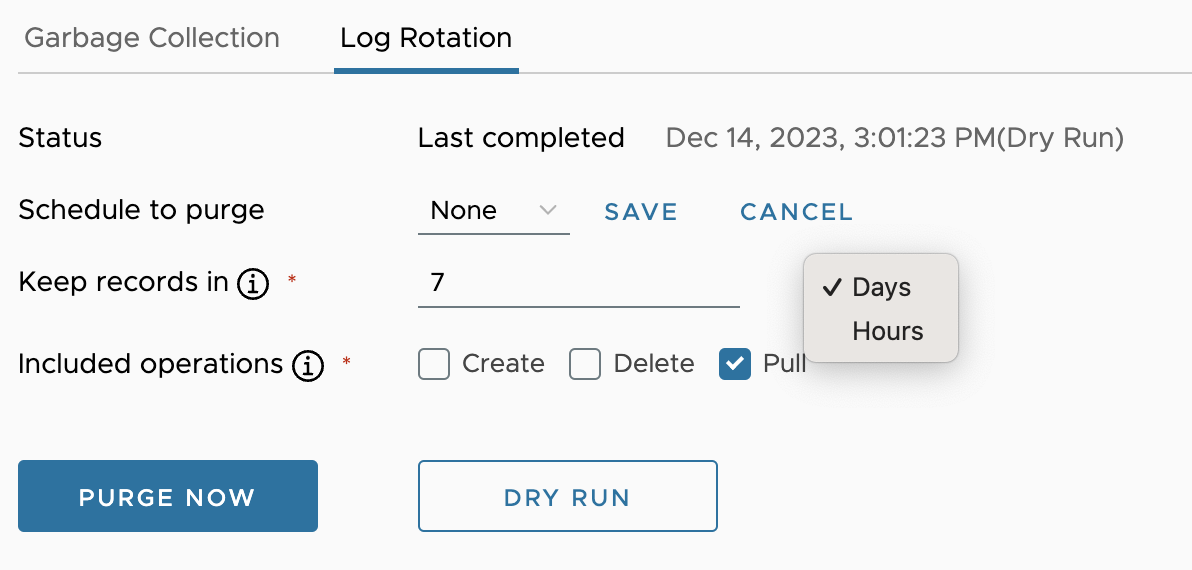 Garbage Collection Log Rotation
Status Last completed Dec 14, 2023, 3:01:23 PM(Dry Run)
Schedule to purge None SAVE CANCEL
Keep records in * 7 ✓ Days
Hours
Included operations * Create Delete Pull
PURGE NOW DRY RUN